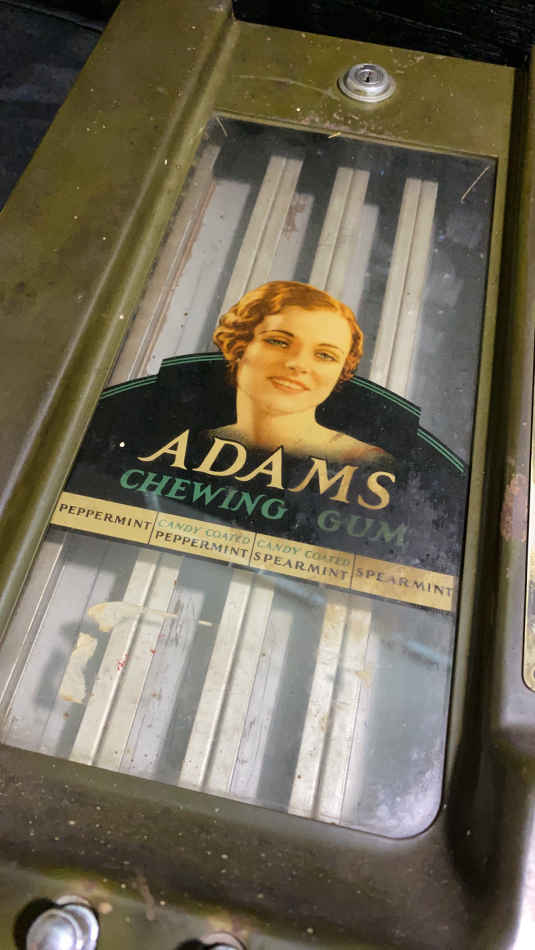 ADAMS
CHEWING GUM
PEPPERMINT
CANDY COATED
PEPPERMINT
CANDY COATED
SPEARMINT
SPEARMINT